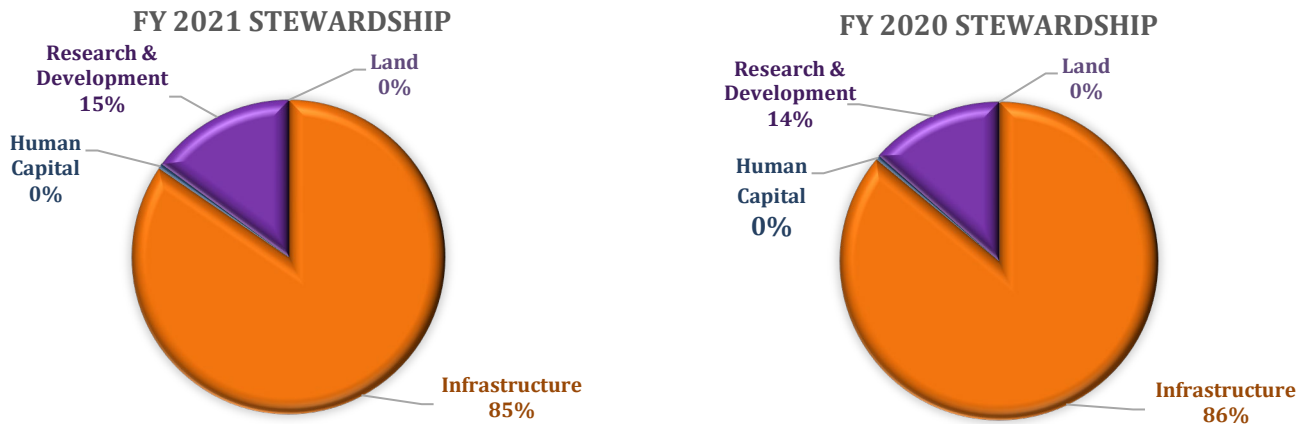 FY 2021 STEWARDSHIP
Research &
Development
15%
Land
0%
Human
Capital
0%
Infrastructure
85%
FY 2020 STEWARDSHIP
Research &
Development
14%
Land
0%
Human
Capital
0%
Infrastructure
86%